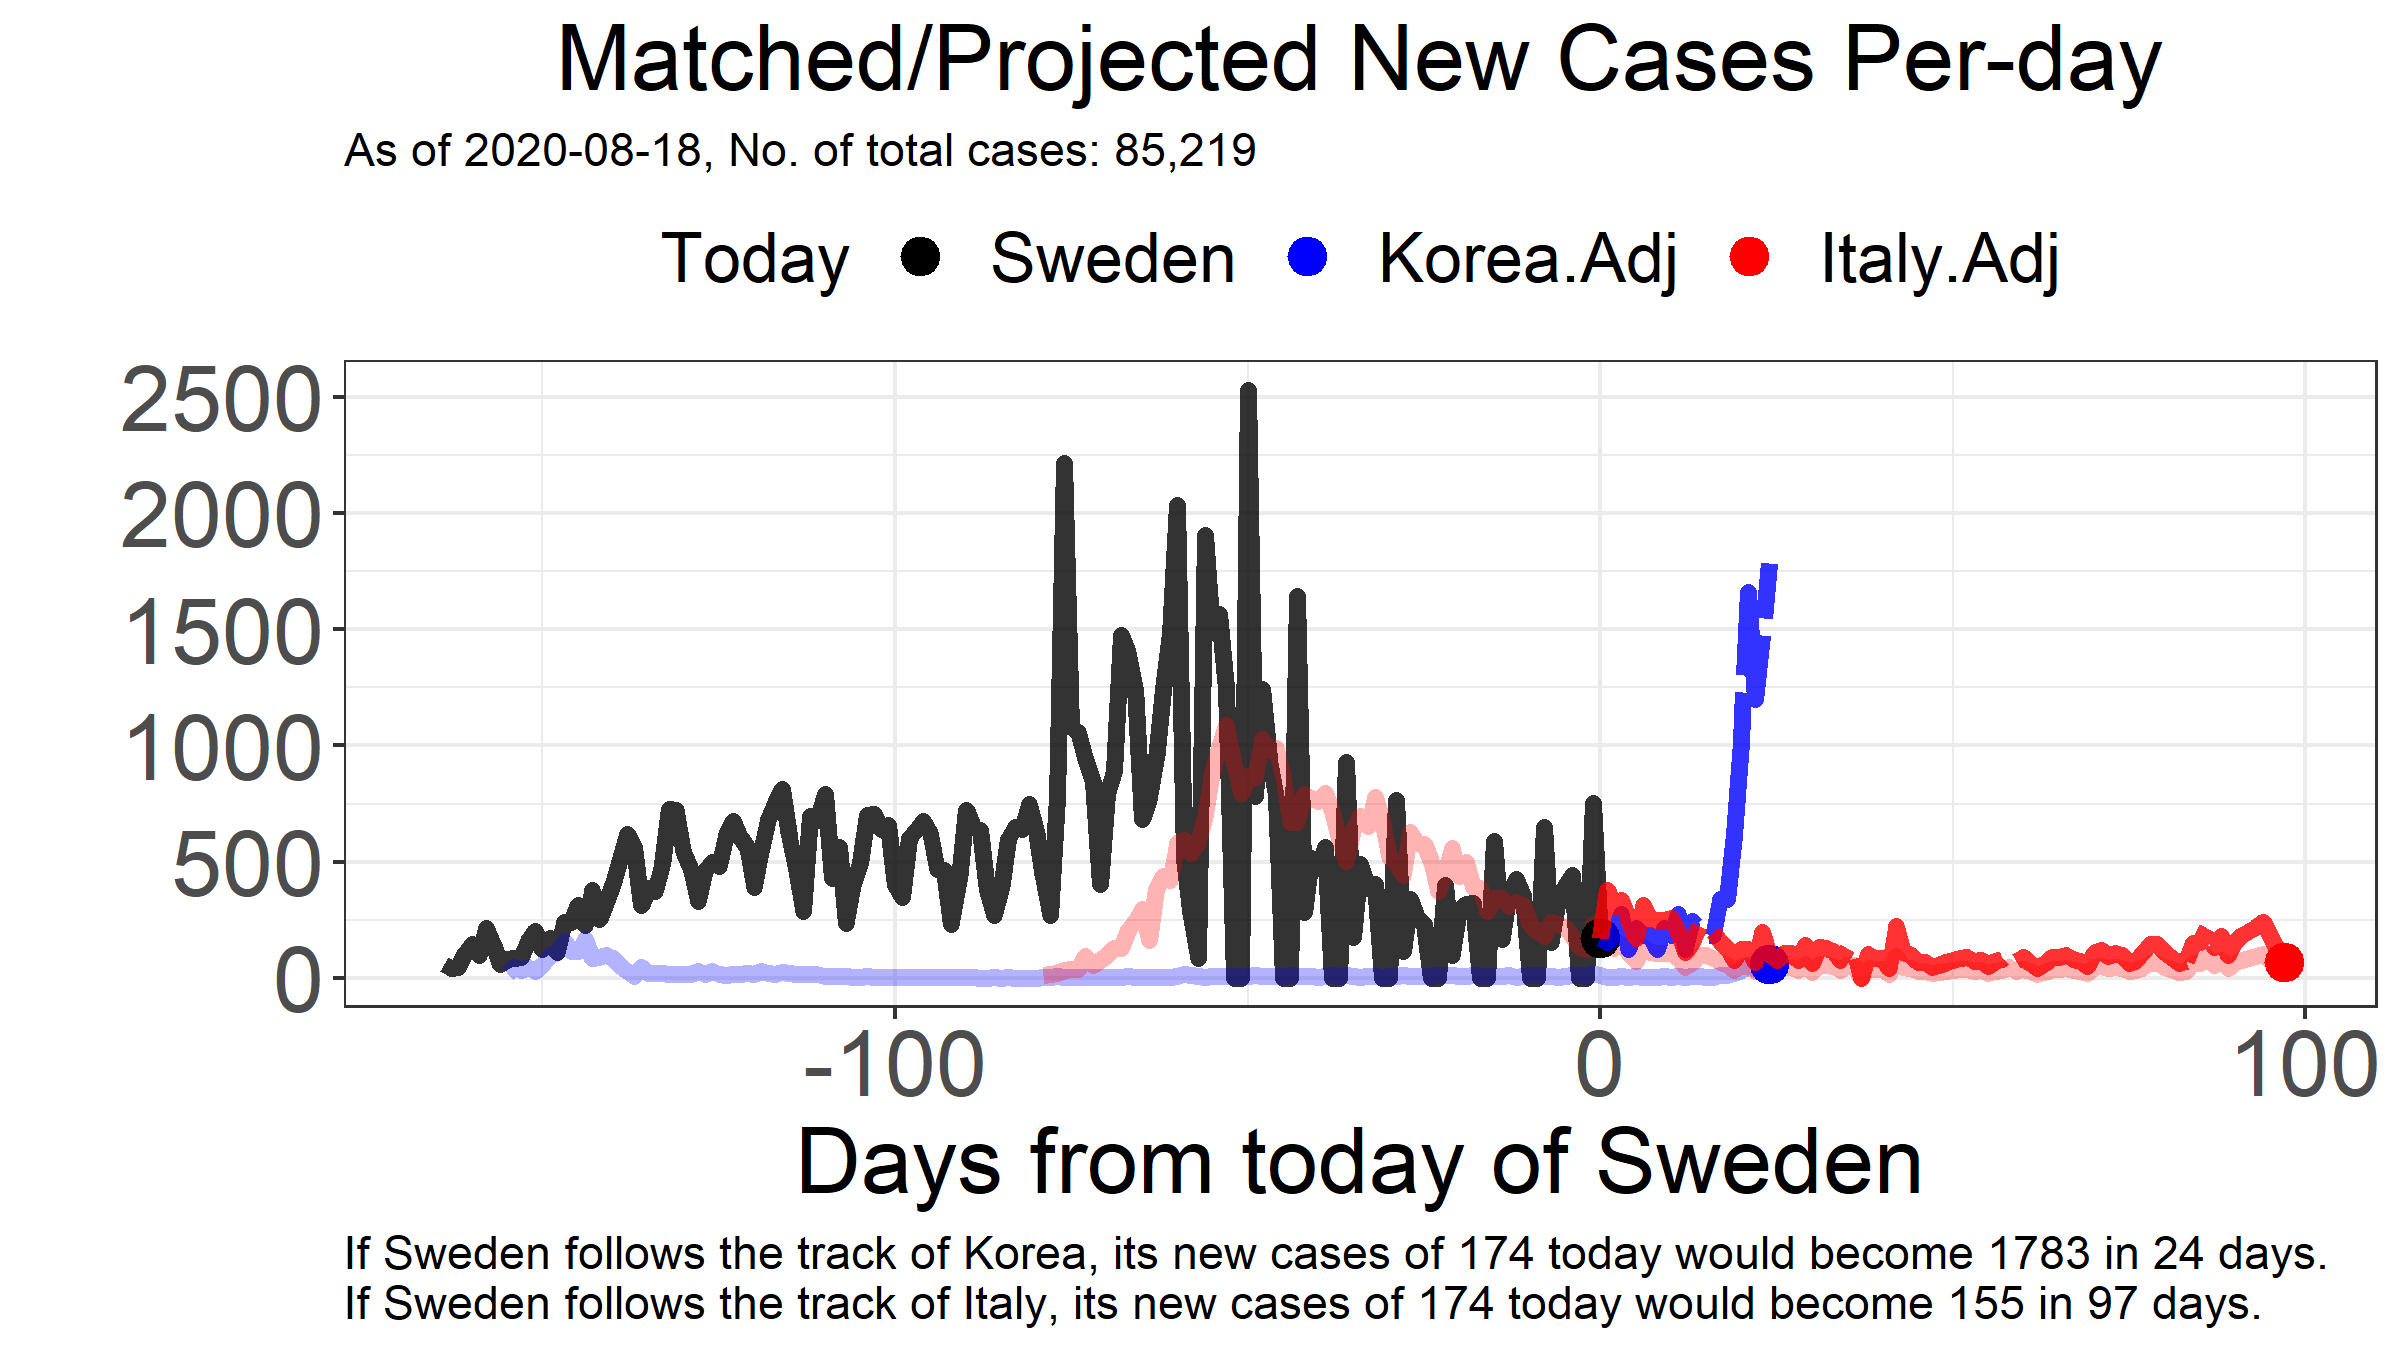 Matched/Projected New Cases Per-day
As of 2020-08-18, No. of total cases: 85,219
Today Sweden Korea.Adj Italy.Adj
2500
2000
1500
1000
500
0
-100 0 100
Days from today of Sweden
If Sweden follows the track of Korea, its new cases of 174 today would become 1783 in 24 days.
If Sweden follows the track of Italy, its new cases of 174 today would become 155 in 97 days.